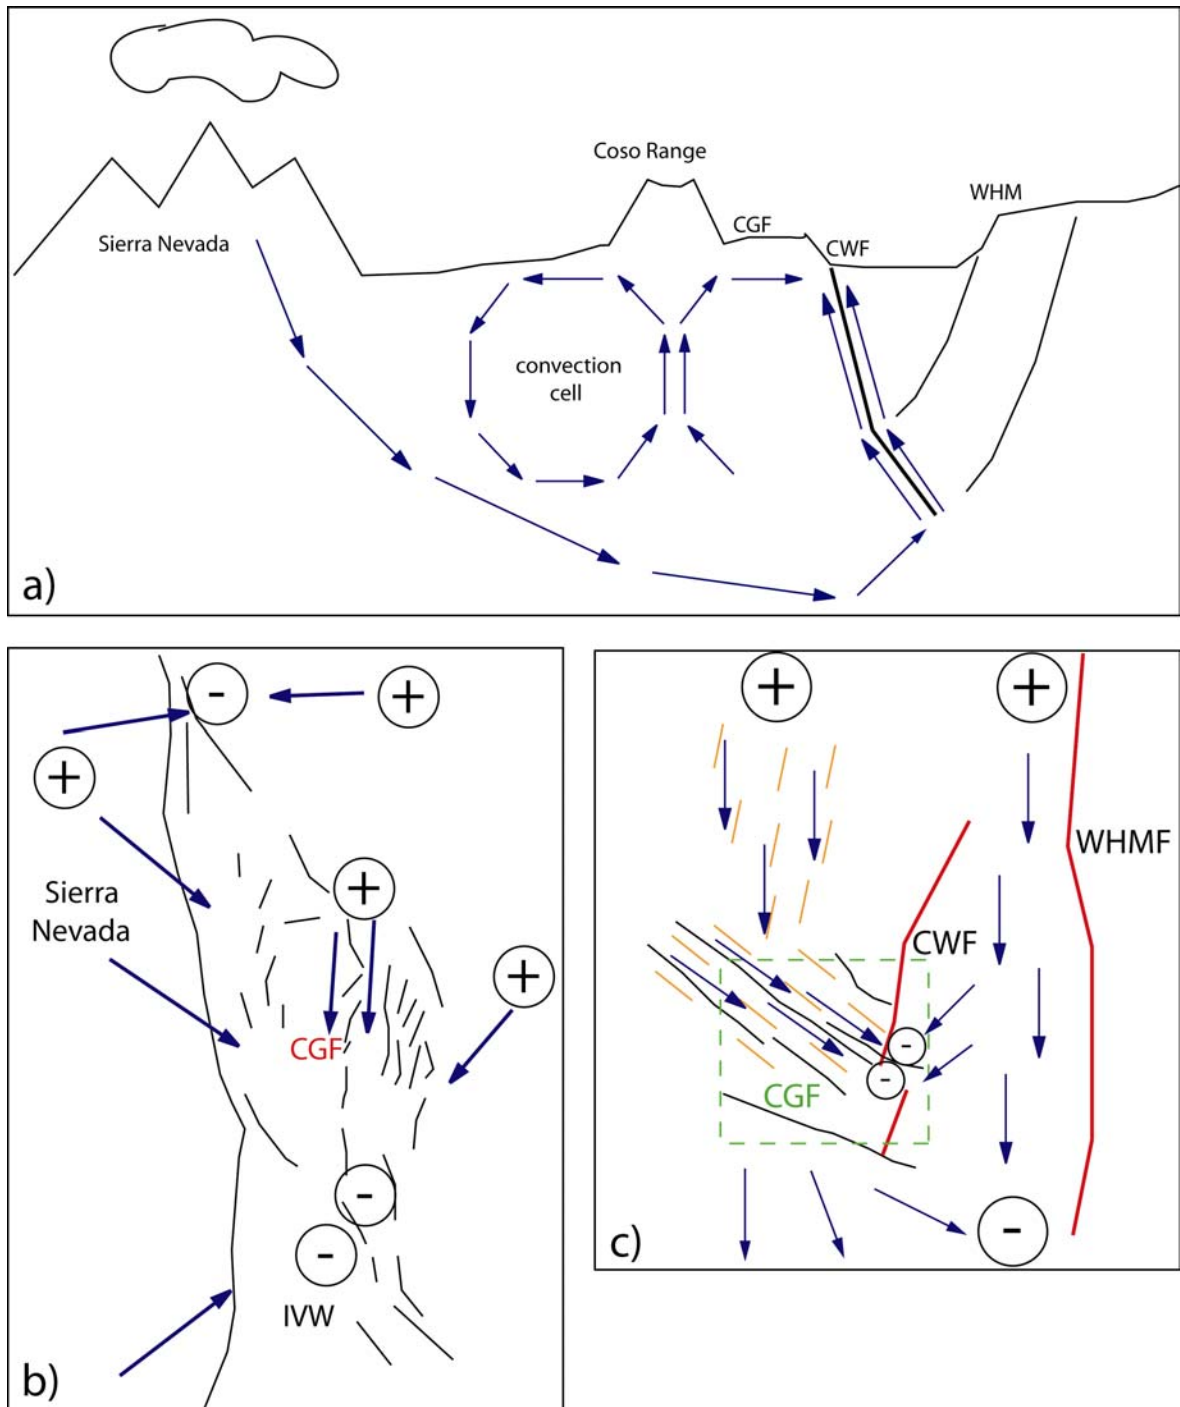 Coso Range
WHM
CGF
Sierra Nevada
CWF
convection
cell
a)
-
+
+
+
Sierra
Nevada
+
CGF
-
-
IVW
b)
+
+
WHMF
CWF
-
-
CGF
-
c)